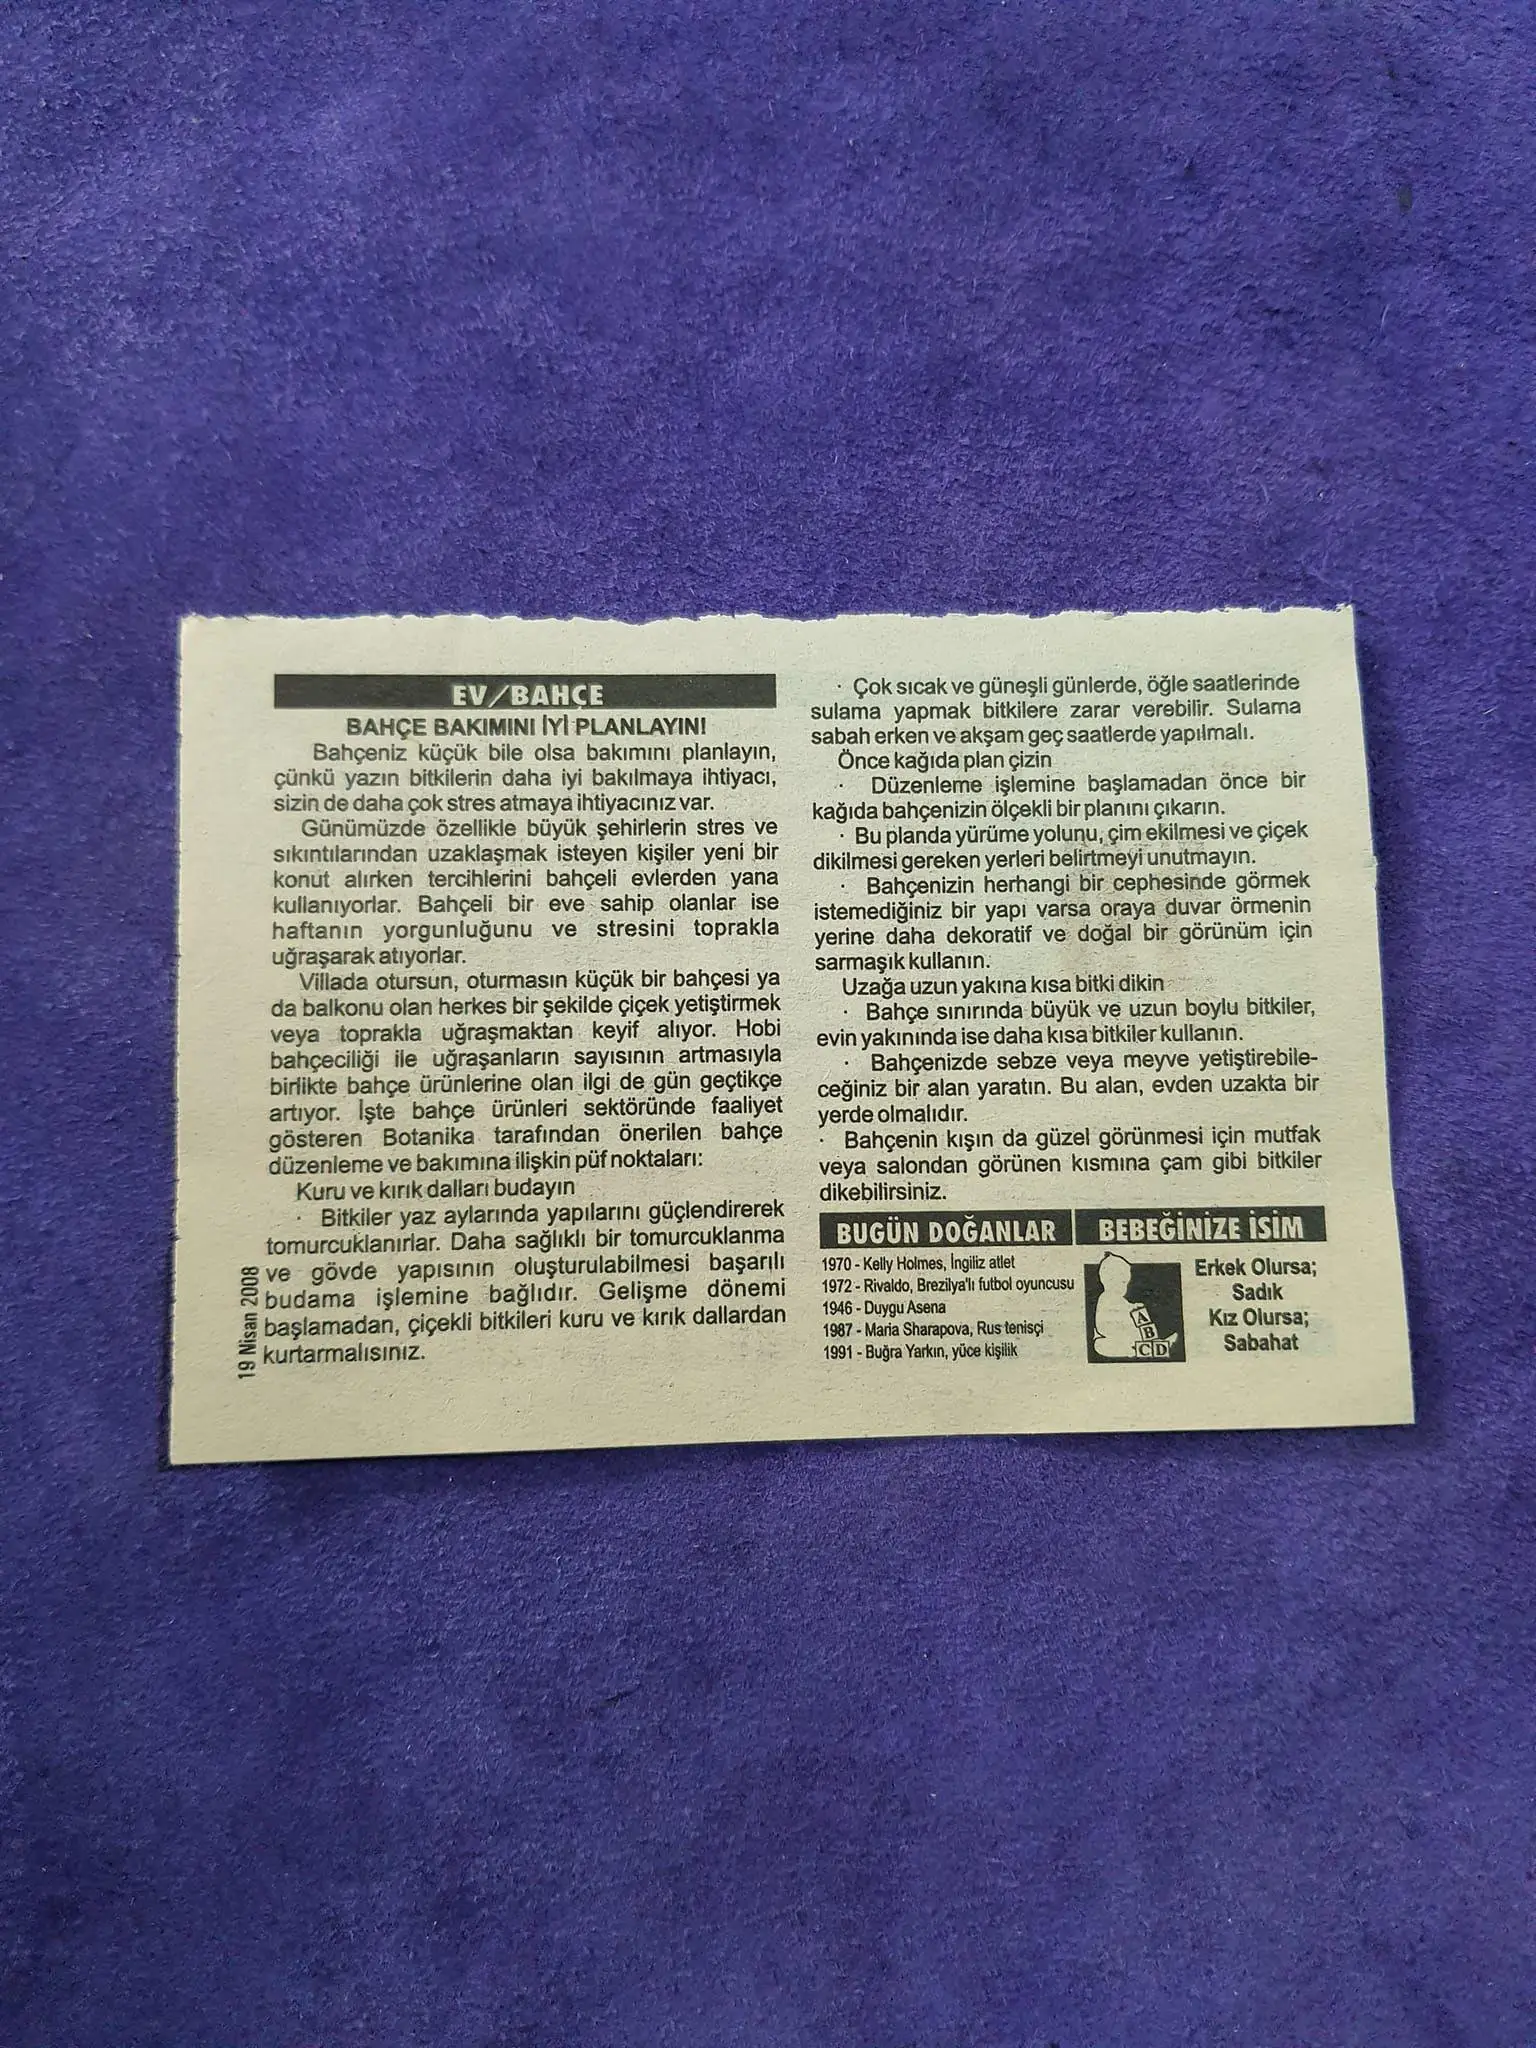 EV/BAHÇE
BAHÇE BAKIMINI İYİ PLANLAYIN!
Bahçeniz küçük bile olsa bakımını planlayın,
çünkü yazın bitkilerin daha iyi bakılmaya ihtiyacı,
sizin de daha çok stres atmaya ihtiyacınız var.
Günümüzde özellikle büyük şehirlerin stres ve
sıkıntılarından uzaklaşmak isteyen kişiler yeni bir
konut alırken tercihlerini bahçeli evlerden yana
kullanıyorlar. Bahçeli bir eve sahip olanlar ise
haftanın yorgunluğunu ve stresini toprakla
uğraşarak atıyorlar.
Villada otursun, oturmasın küçük bir bahçesi ya
da balkonu olan herkes bir şekilde çiçek yetiştirmek
veya toprakla uğraşmaktan keyif alıyor. Hobi
bahçeciliği ile uğraşanların sayısının artmasıyla
birlikte bahçe ürünlerine olan ilgi de gün geçtikçe
artıyor. İşte bahçe ürünleri sektöründe faaliyet
gösteren Botanika tarafından önerilen bahçe
düzenleme ve bakımına ilişkin püf noktaları:
Kuru ve kırık dalları budayın
· Bitkiler yaz aylarında yapılarını güçlendirerek
tomurcuklanırlar. Daha sağlıklı bir tomurcuklanma
ve gövde yapısının oluşturulabilmesi başarılı
budama işlemine bağlıdır. Gelişme dönemi
başlamadan, çiçekli bitkileri kuru ve kırık dallardan
kurtarmalısınız.
19 Nisan 2008
· Çok sıcak ve güneşli günlerde, öğle saatlerinde
sulama yapmak bitkilere zarar verebilir. Sulama
sabah erken ve akşam geç saatlerde yapılmalı.
Önce kağıda plan çizin
· Düzenleme işlemine başlamadan önce bir
kağıda bahçenizin ölçekli bir planını çıkarın.
· Bu planda yürüme yolunu, çim ekilmesi ve çiçek
dikilmesi gereken yerleri belirtmeyi unutmayın.
· Bahçenizin herhangi bir cephesinde görmek
istemediğiniz bir yapı varsa oraya duvar örmenin
yerine daha dekoratif ve doğal bir görünüm için
sarmaşık kullanın.
Uzağa uzun yakına kısa bitki dikin
· Bahçe sınırında büyük ve uzun boylu bitkiler,
evin yakınında ise daha kısa bitkiler kullanın.
· Bahçenizde sebze veya meyve yetiştirebile-
ceğiniz bir alan yaratın. Bu alan, evden uzakta bir
yerde olmalıdır.
· Bahçenin kışın da güzel görünmesi için mutfak
veya salondan görünen kısmına çam gibi bitkiler
dikebilirsiniz.
BUGÜN DOĞANLAR
1970 - Kelly Holmes, İngiliz atlet
1972 - Rivaldo, Brezilya'lı futbol oyuncusu
1946 - Duygu Asena
1987 - Maria Sharapova, Rus tenisçi
1991 - Buğra Yarkın, yüce kişilik
BEBEĞİNİZE İSİM
A
B
C D
Erkek Olursa;
Sadık
Kız Olursa;
Sabahat